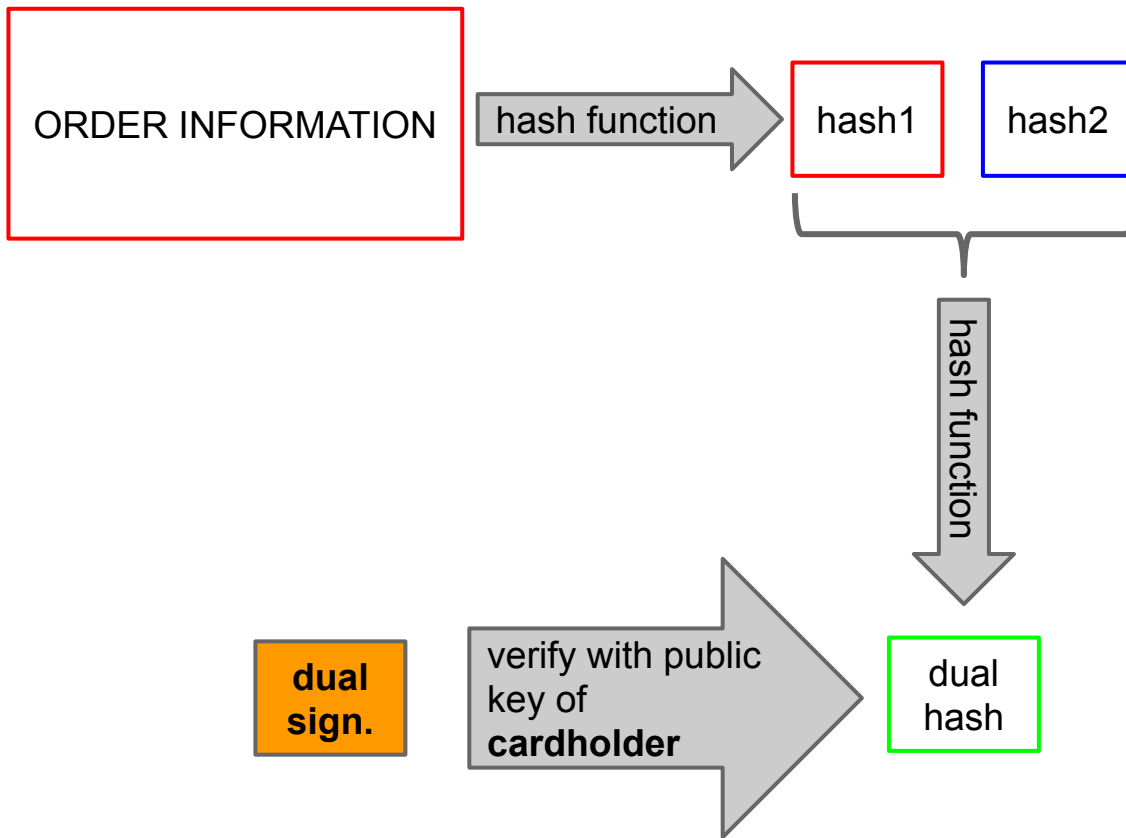 ORDER INFORMATION
hash function
hash1
hash2
hash function
dual
sign.
verify with public
key of
cardholder
dual
hash